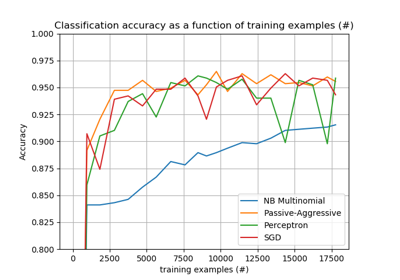 Classification accuracy as a function of training examples (#)
1.000
0.975
0.950
0.925
0.900
0.875
0.850
0.825
0.800
Accuracy
NB Multinomial
Passive-Aggressive
Perceptron
SGD
0 2500 5000 7500 10000 12500 15000 17500
training examples (#)